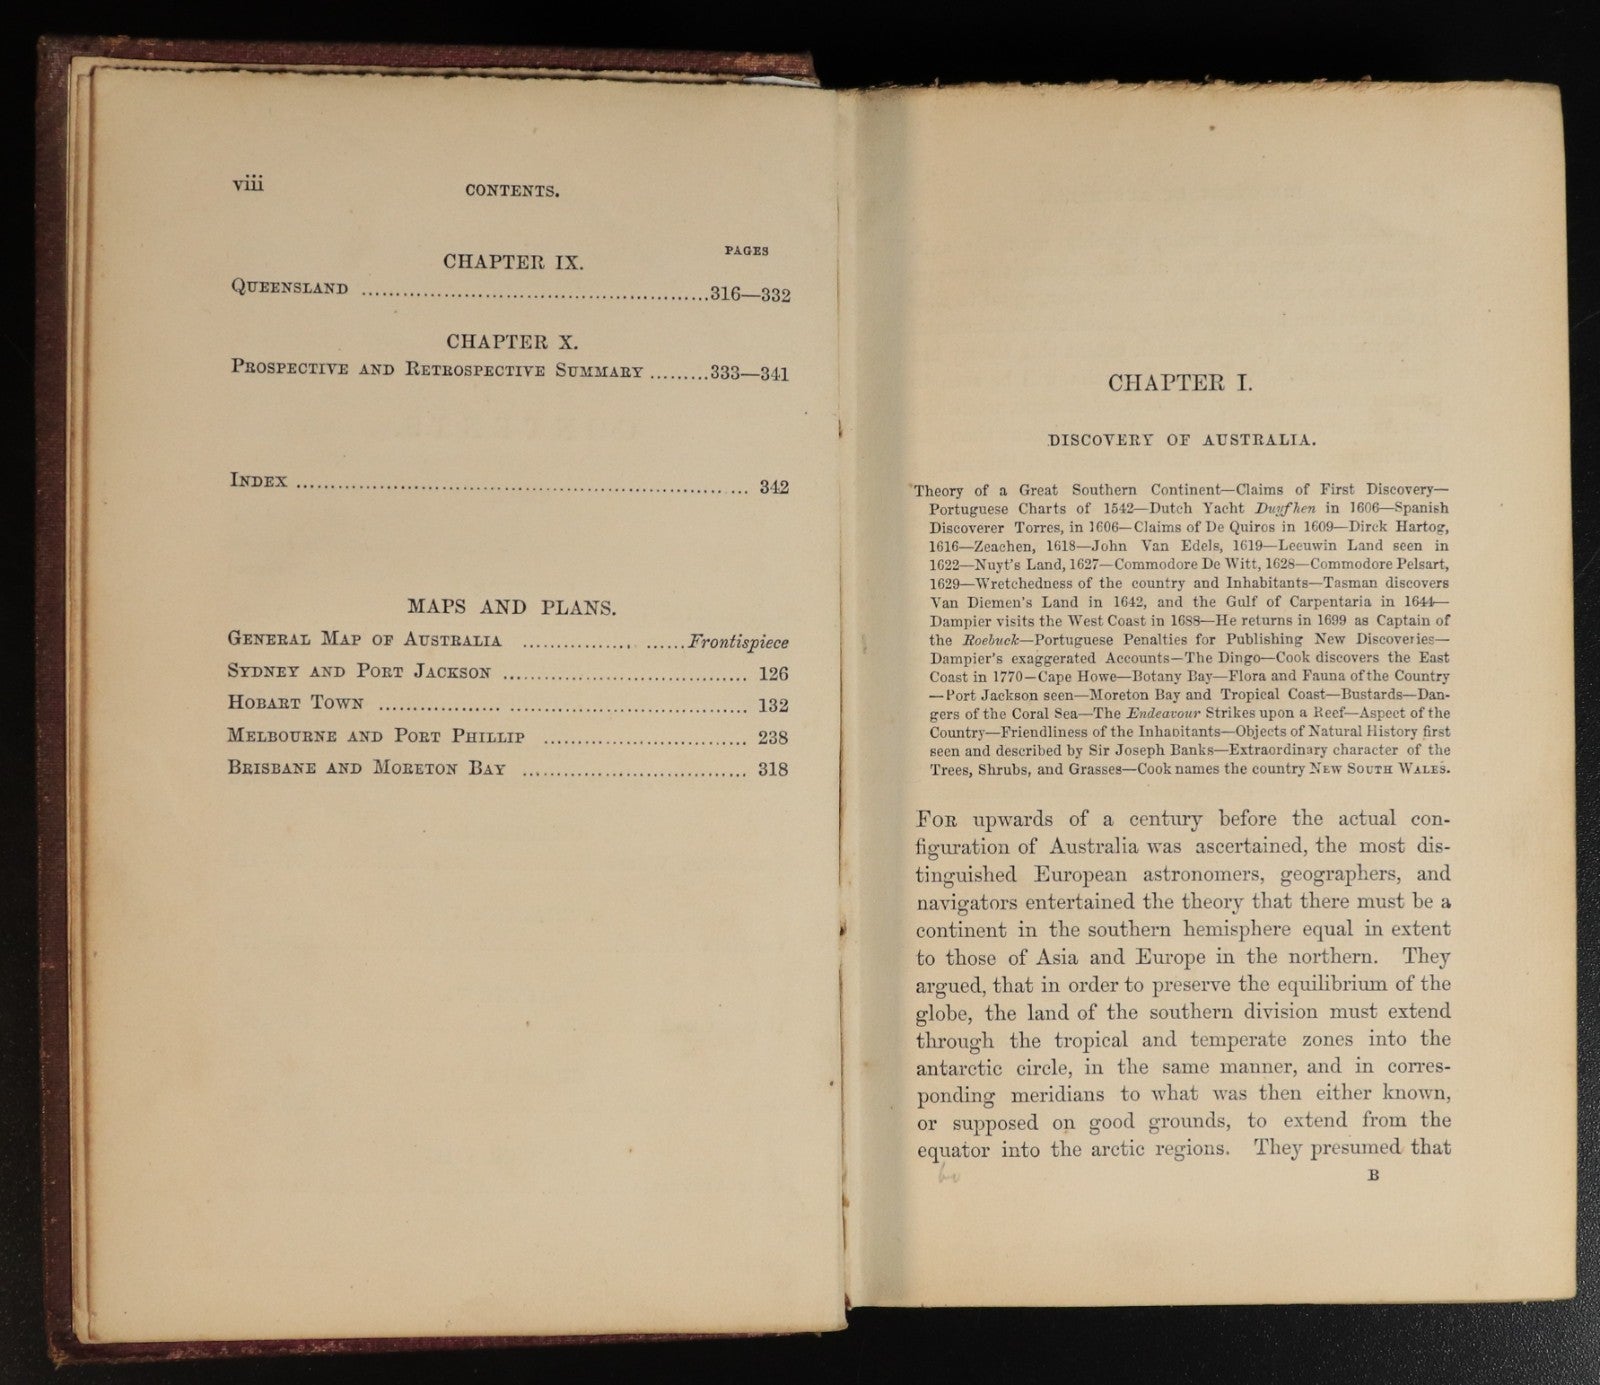 viii
CONTENTS.
PAGES
CHAPTER IX.
QUEENSLAND ........................................316—332
CHAPTER X.
PROSPECTIVE AND RETROSPECTIVE SUMMARY .........333—341
INDEX ........................................ 342
MAPS AND PLANS.
GENERAL MAP OF AUSTRALIA ......................Frontispiece
SYDNEY AND PORT JACKSON .................................... 126
HOBART TOWN .................. .................................... 132
MELBOURNE AND PORT PHILLIP .............................. 238
BRISBANE AND MORETON BAY ................................. 318
CHAPTER I.
DISCOVERY OF AUSTRALIA.
Theory of a Great Southern Continent—Claims of First Discovery—
Portuguese Charts of 1542—Dutch Yacht Duyfhen in 1606—Spanish
Discoverer Torres, in 1606—Claims of De Quiros in 1609—Dirck Hartog,
1616—Zeachen, 1618—John Van Edels, 1619—Leeuwin Land seen in
1622—Nuyt's Land, 1627—Commodore De Witt, 1628—Commodore Pelsart,
1629—Wretchedness of the country and Inhabitants—Tasman discovers
Van Diemen's Land in 1642, and the Gulf of Carpentaria in 1644—
Dampier visits the West Coast in 1688—He returns in 1699 as Captain of
the Roebuck—Portuguese Penalties for Publishing New Discoveries—
Dampier's exaggerated Accounts—The Dingo—Cook discovers the East
Coast in 1770—Cape Howe—Botany Bay—Flora and Fauna of the Country
—Port Jackson seen—Moreton Bay and Tropical Coast—Bustards—Dan-
gers of the Coral Sea—The Endeavour Strikes upon a Reef—Aspect of the
Country—Friendliness of the Inhabitants—Objects of Natural History first
seen and described by Sir Joseph Banks—Extraordinary character of the
Trees, Shrubs, and Grasses—Cook names the country NEW SOUTH WALES.
FOR upwards of a century before the actual con-
figuration of Australia was ascertained, the most dis-
tinguished European astronomers, geographers, and
navigators entertained the theory that there must be a
continent in the southern hemisphere equal in extent
to those of Asia and Europe in the northern. They
argued, that in order to preserve the equilibrium of the
globe, the land of the southern division must extend
through the tropical and temperate zones into the
antarctic circle, in the same manner, and in corres-
ponding meridians to what was then either known,
or supposed on good grounds, to extend from the
equator into the arctic regions. They presumed that
B